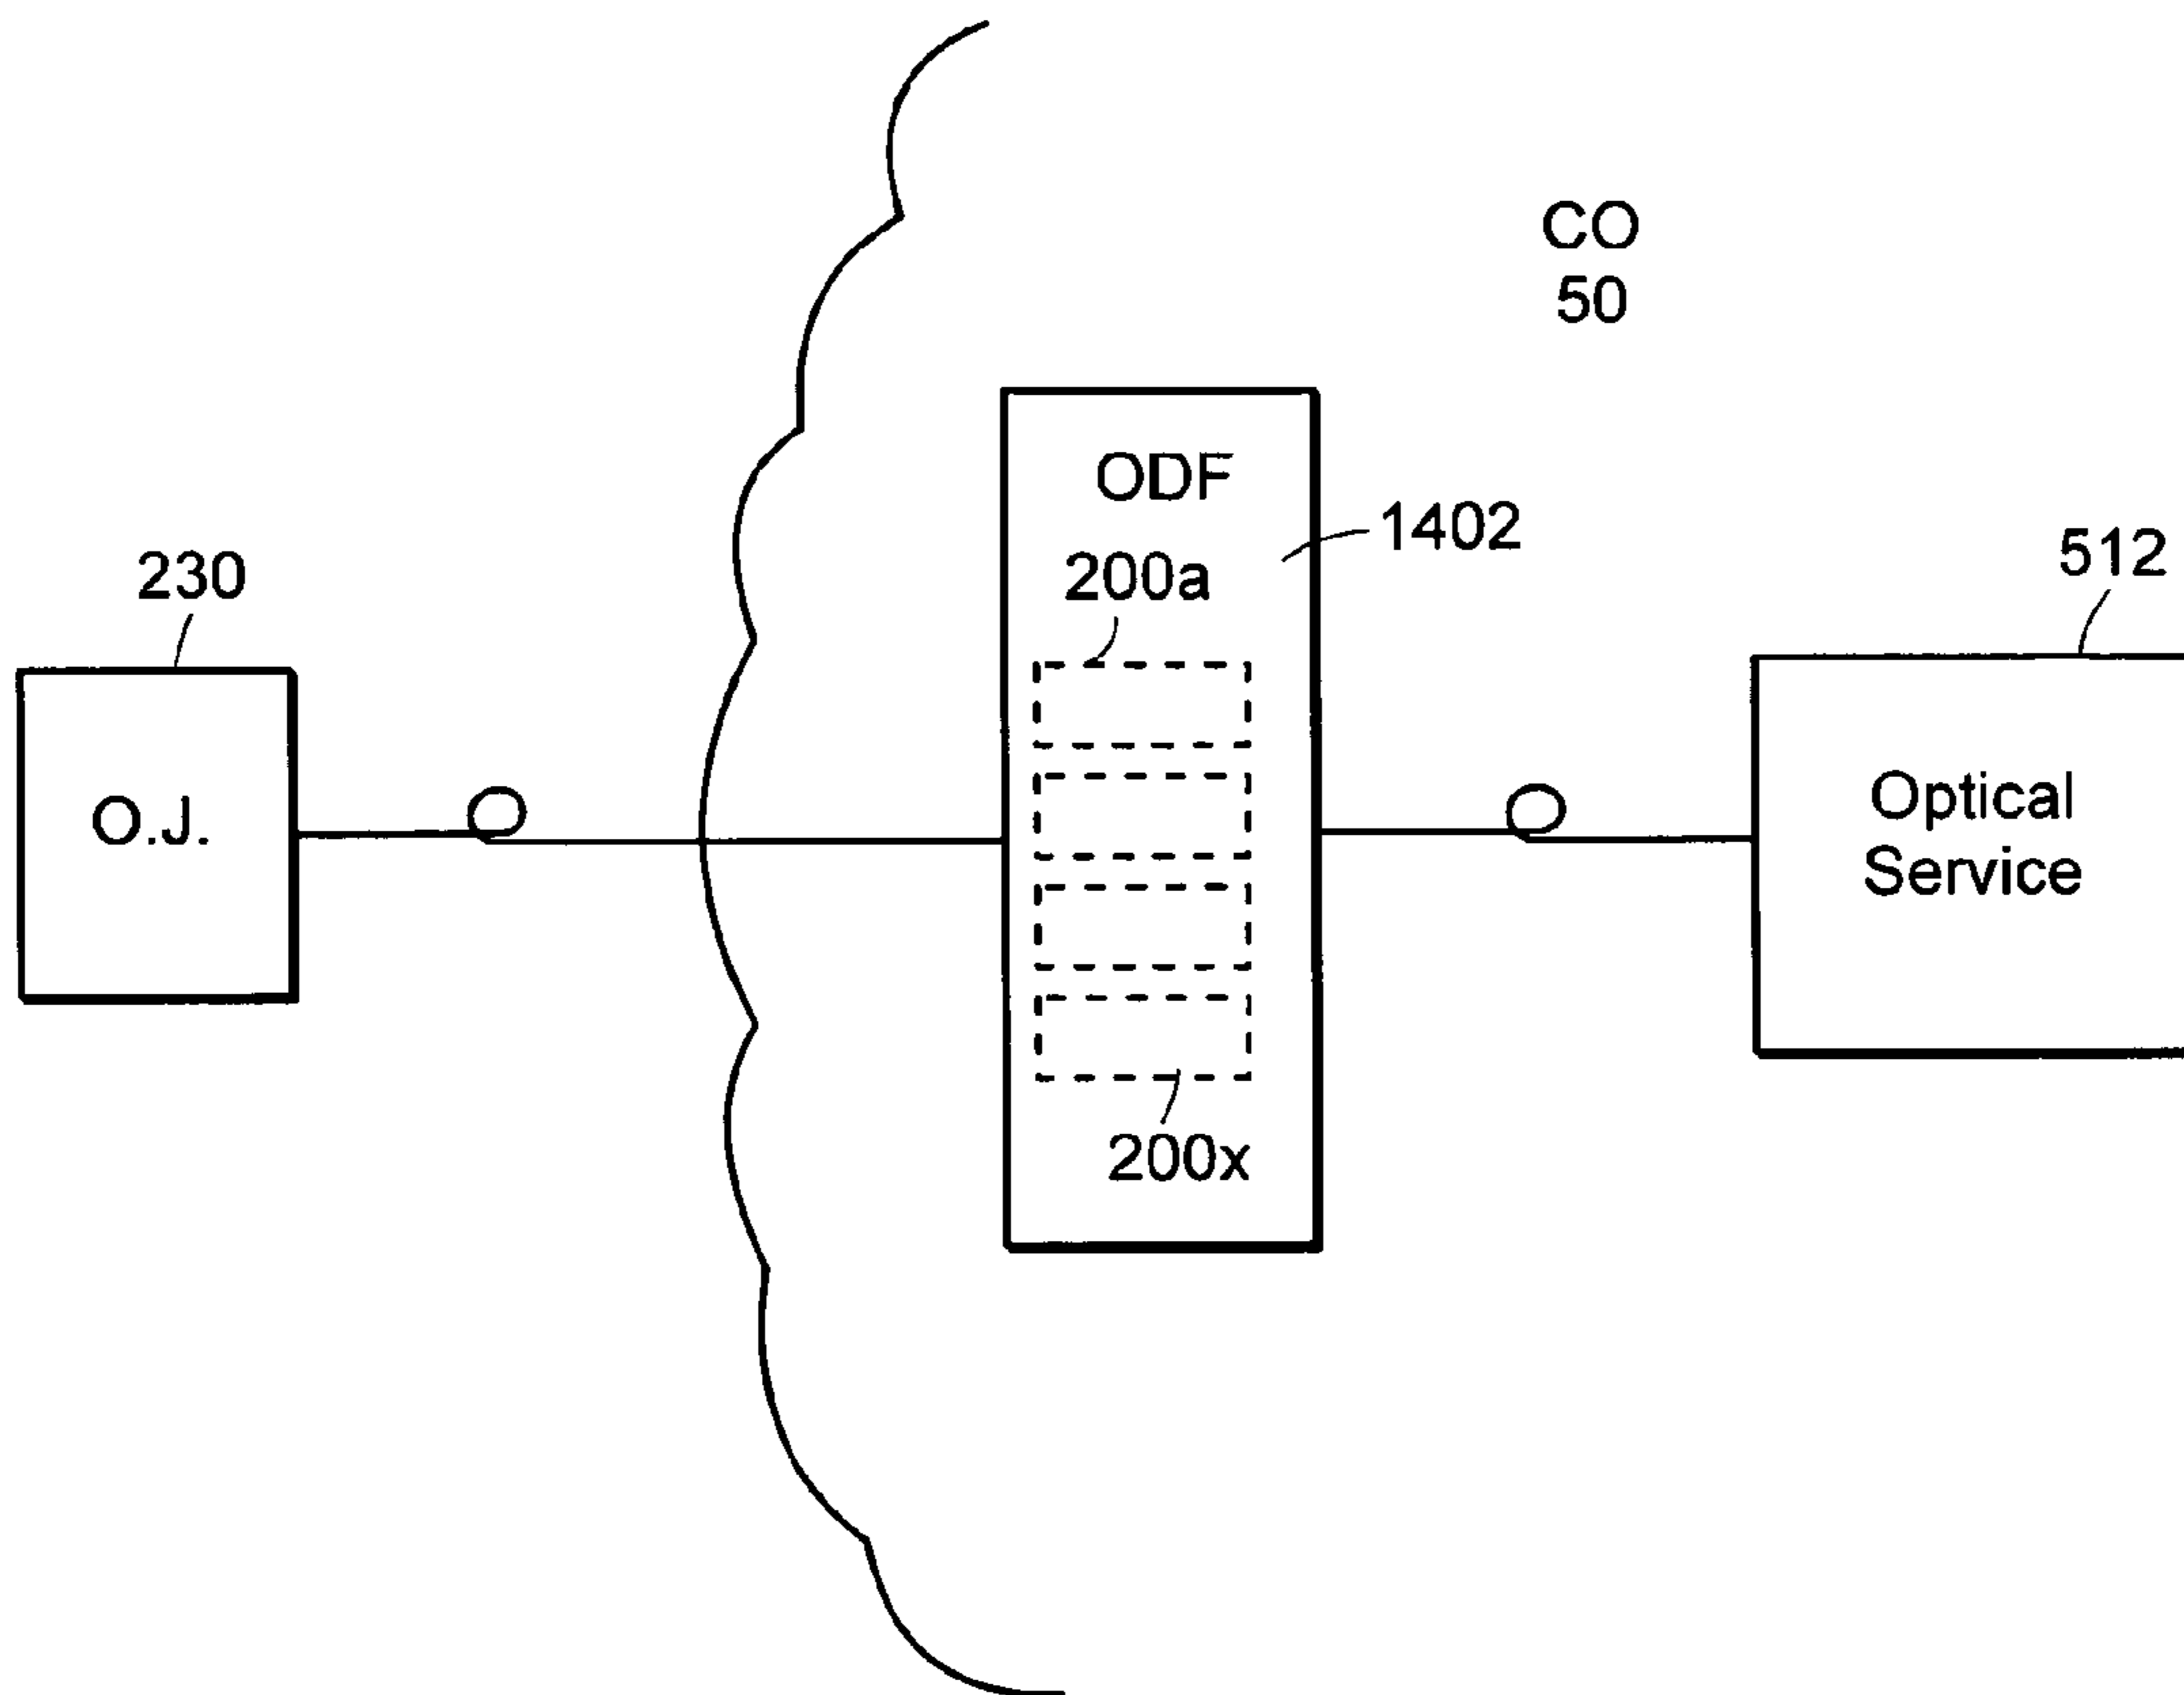 CO
50
ODF
1402
200a
512
230
O.J.
Optical
Service
200x